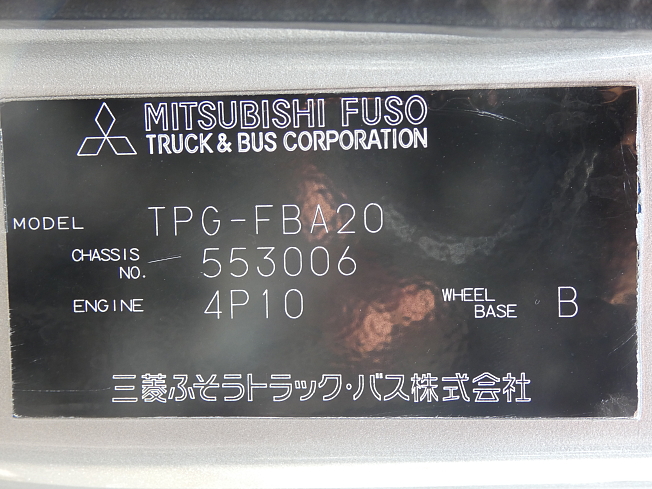 MITSUBISHI FUSO
TRUCK & BUS CORPORATION
MODEL TPG-FBA20
CHASSIS NO. 553006
ENGINE 4P10 WHEEL BASE B
三菱ふそうトラック・バス株式会社